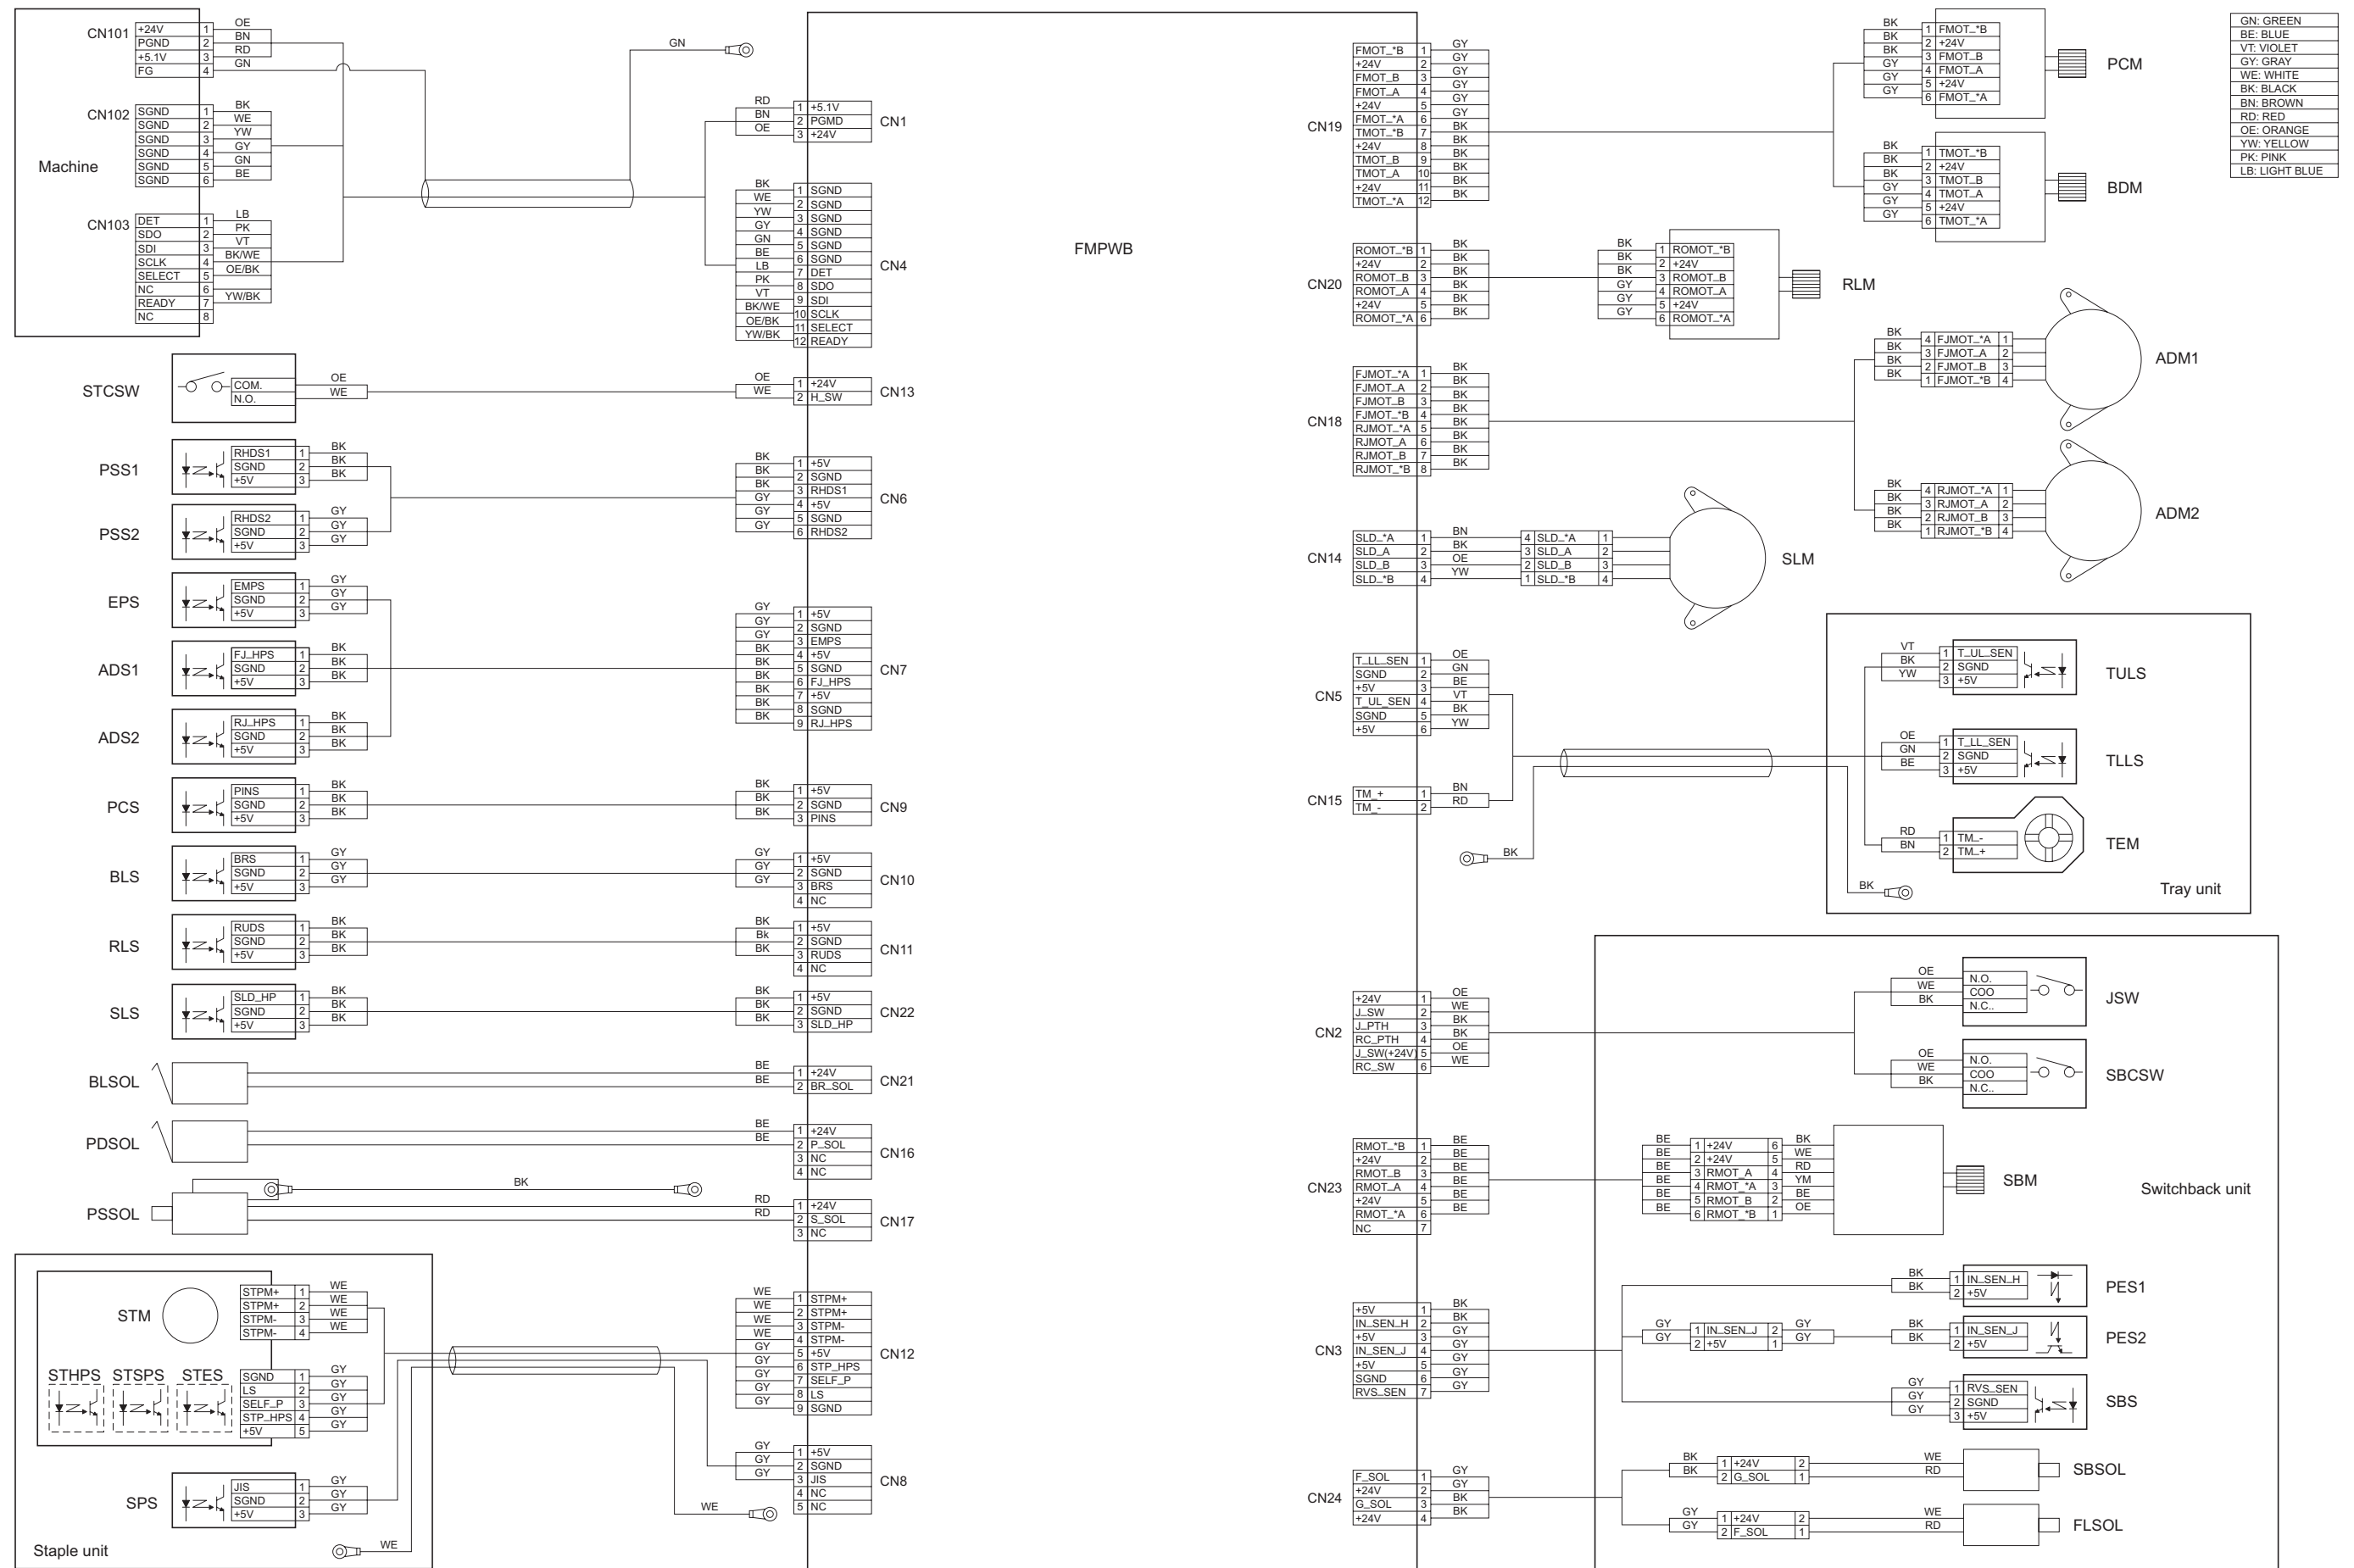 Machine
CN101
+24V 1 OE
PGND 2 BN
+5.1V 3 RD
FG 4 GN
GN
CN102
SGND 1 BK
SGND 2 WE
SGND 3 YW
SGND 4 GY
SGND 5 GN
SGND 6 BE
CN103
DET 1 LB
SDO 2 PK
SDI 3 VT
SCLK 4 BK/WE
SELECT 5 OE/BK
NC 6
READY 7 YW/BK
NC 8
RD 1 +5.1V
BN 2 PGMD
OE 3 +24V
CN1
BK 1 SGND
WE 2 SGND
YW 3 SGND
GY 4 SGND
GN 5 SGND
BE 6 SGND
LB 7 DET
PK 8 SDO
VT 9 SDI
BK/WE 10 SCLK
OE/BK 11 SELECT
YW/BK 12 READY
CN4
STCSW
COM. OE
N.O. WE
OE 1 +24V
WE 2 H_SW
CN13
PSS1
RHDS1 1 BK
SGND 2 BK
+5V 3 BK
PSS2
RHDS2 1 GY
SGND 2 GY
+5V 3 GY
BK 1 +5V
BK 2 SGND
BK 3 RHDS1
GY 4 +5V
GY 5 SGND
GY 6 RHDS2
CN6
EPS
EMPS 1 GY
SGND 2 GY
+5V 3 GY
ADS1
FJ_HPS 1 BK
SGND 2 BK
+5V 3 BK
ADS2
RJ_HPS 1 BK
SGND 2 BK
+5V 3 BK
GY 1 +5V
GY 2 SGND
GY 3 EMPS
BK 4 +5V
BK 5 SGND
BK 6 FJ_HPS
BK 7 +5V
BK 8 SGND
BK 9 RJ_HPS
CN7
PCS
PINS 1 BK
SGND 2 BK
+5V 3 BK
BK 1 +5V
BK 2 SGND
BK 3 PINS
CN9
BLS
BRS 1 GY
SGND 2 GY
+5V 3 GY
GY 1 +5V
GY 2 SGND
GY 3 BRS
4 NC
CN10
RLS
RUDS 1 BK
SGND 2 BK
+5V 3 BK
BK 1 +5V
Bk 2 SGND
BK 3 RUDS
4 NC
CN11
SLS
SLD_HP 1 BK
SGND 2 BK
+5V 3 BK
BK 1 +5V
BK 2 SGND
BK 3 SLD_HP
CN22
BLSOL
BE 1 +24V
BE 2 BR_SOL
CN21
PDSOL
BE 1 +24V
BE 2 P_SOL
3 NC
4 NC
CN16
PSSOL
BK
RD 1 +24V
RD 2 S_SOL
3 NC
CN17
STM
STPM+ 1 WE
STPM+ 2 WE
STPM- 3 WE
STPM- 4 WE
STHPS STSPS STES
SGND 1 GY
LS 2 GY
SELF_P 3 GY
STP_HPS 4 GY
+5V 5 GY
SPS
JIS 1 GY
SGND 2 GY
+5V 3 GY
WE
Staple unit
WE 1 STPM+
WE 2 STPM+
WE 3 STPM-
WE 4 STPM-
GY 5 +5V
GY 6 STP_HPS
GY 7 SELF_P
GY 8 LS
GY 9 SGND
CN12
GY 1 +5V
GY 2 SGND
GY 3 JIS
4 NC
5 NC
CN8
WE
FMPWB
CN19
FMOT_*B 1 GY
+24V 2 GY
FMOT_B 3 GY
FMOT_A 4 GY
+24V 5 GY
FMOT_*A 6 GY
TMOT_*B 7 BK
+24V 8 BK
TMOT_B 9 BK
TMOT_A 10 BK
+24V 11 BK
TMOT_*A 12 BK
BK 1 FMOT_*B
BK 2 +24V
BK 3 FMOT_B
GY 4 FMOT_A
GY 5 +24V
GY 6 FMOT_*A
PCM
BK 1 TMOT_*B
BK 2 +24V
BK 3 TMOT_B
GY 4 TMOT_A
GY 5 +24V
GY 6 TMOT_*A
BDM
CN20
ROMOT_*B 1 BK
+24V 2 BK
ROMOT_B 3 BK
ROMOT_A 4 BK
+24V 5 BK
ROMOT_*A 6 BK
BK 1 ROMOT_*B
BK 2 +24V
BK 3 ROMOT_B
GY 4 ROMOT_A
GY 5 +24V
GY 6 ROMOT_*A
RLM
CN18
FJMOT_*A 1 BK
FJMOT_A 2 BK
FJMOT_B 3 BK
FJMOT_*B 4 BK
RJMOT_*A 5 BK
RJMOT_A 6 BK
RJMOT_B 7 BK
RJMOT_*B 8 BK
BK 4 FJMOT_*A 1
BK 3 FJMOT_A 2
BK 2 FJMOT_B 3
BK 1 FJMOT_*B 4
ADM1
BK 4 RJMOT_*A 1
BK 3 RJMOT_A 2
BK 2 RJMOT_B 3
BK 1 RJMOT_*B 4
ADM2
CN14
SLD_*A 1 BN 4 SLD_*A 1
SLD_A 2 BK 3 SLD_A 2
SLD_B 3 OE 2 SLD_B 3
SLD_*B 4 YW 1 SLD_*B 4
SLM
CN5
T_LL_SEN 1 OE
SGND 2 GN
+5V 3 BE
T_UL_SEN 4 VT
SGND 5 BK
+5V 6 YW
CN15
TM_+ 1 BN
TM_- 2 RD
BK
VT 1 T_UL_SEN
BK 2 SGND
YW 3 +5V
TULS
OE 1 T_LL_SEN
GN 2 SGND
BE 3 +5V
TLLS
RD 1 TM_-
BN 2 TM_+
TEM
BK
Tray unit
CN2
+24V 1 OE
J_SW 2 WE
J_PTH 3 BK
RC_PTH 4 BK
J_SW(+24V) 5 OE
RC_SW 6 WE
OE N.O.
WE COO
BK N.C..
JSW
OE N.O.
WE COO
BK N.C..
SBCSW
CN23
RMOT_*B 1 BE
+24V 2 BE
RMOT_B 3 BE
RMOT_A 4 BE
+24V 5 BE
RMOT_*A 6 BE
NC 7
BE 1 +24V 6 BK
BE 2 +24V 5 WE
BE 3 RMOT_A 4 RD
BE 4 RMOT_*A 3 YM
BE 5 RMOT_B 2 BE
BE 6 RMOT_*B 1 OE
SBM
Switchback unit
CN3
+5V 1 BK
IN_SEN_H 2 BK
+5V 3 GY
IN_SEN_J 4 GY
+5V 5 GY
SGND 6 GY
RVS_SEN 7 GY
BK 1 IN_SEN_H
BK 2 +5V
PES1
GY 1 IN_SEN_J 2 GY BK 1 IN_SEN_J
GY 2 +5V 1 GY BK 2 +5V
PES2
GY 1 RVS_SEN
GY 2 SGND
GY 3 +5V
SBS
CN24
F_SOL 1 GY
+24V 2 GY
G_SOL 3 BK
+24V 4 BK
BK 1 +24V 2 WE
BK 2 G_SOL 1 RD
SBSOL
GY 1 +24V 2 WE
GY 2 F_SOL 1 RD
FLSOL
GN: GREEN
BE: BLUE
VT: VIOLET
GY: GRAY
WE: WHITE
BK: BLACK
BN: BROWN
RD: RED
OE: ORANGE
YW: YELLOW
PK: PINK
LB: LIGHT BLUE